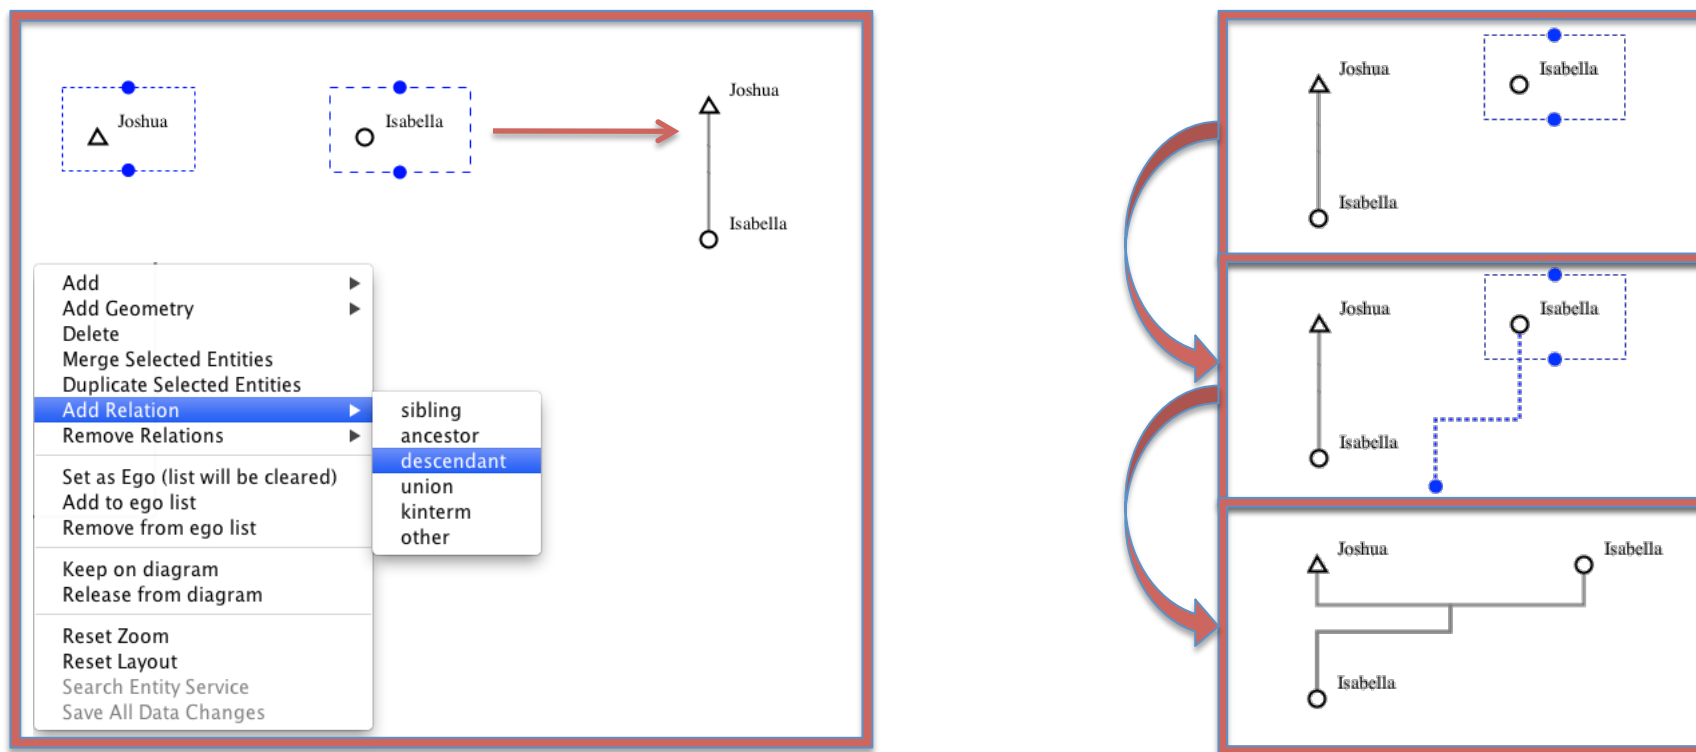 Joshua
Isabella
Joshua
Isabella
Add
Add Geometry
Delete
Merge Selected Entities
Duplicate Selected Entities
Add Relation
Remove Relations
Set as Ego (list will be cleared)
Add to ego list
Remove from ego list
Keep on diagram
Release from diagram
Reset Zoom
Reset Layout
Search Entity Service
Save All Data Changes
sibling
ancestor
descendant
union
kinterm
other
Joshua
Isabella
Isabella
Joshua
Isabella
Isabella
Joshua
Isabella
Isabella